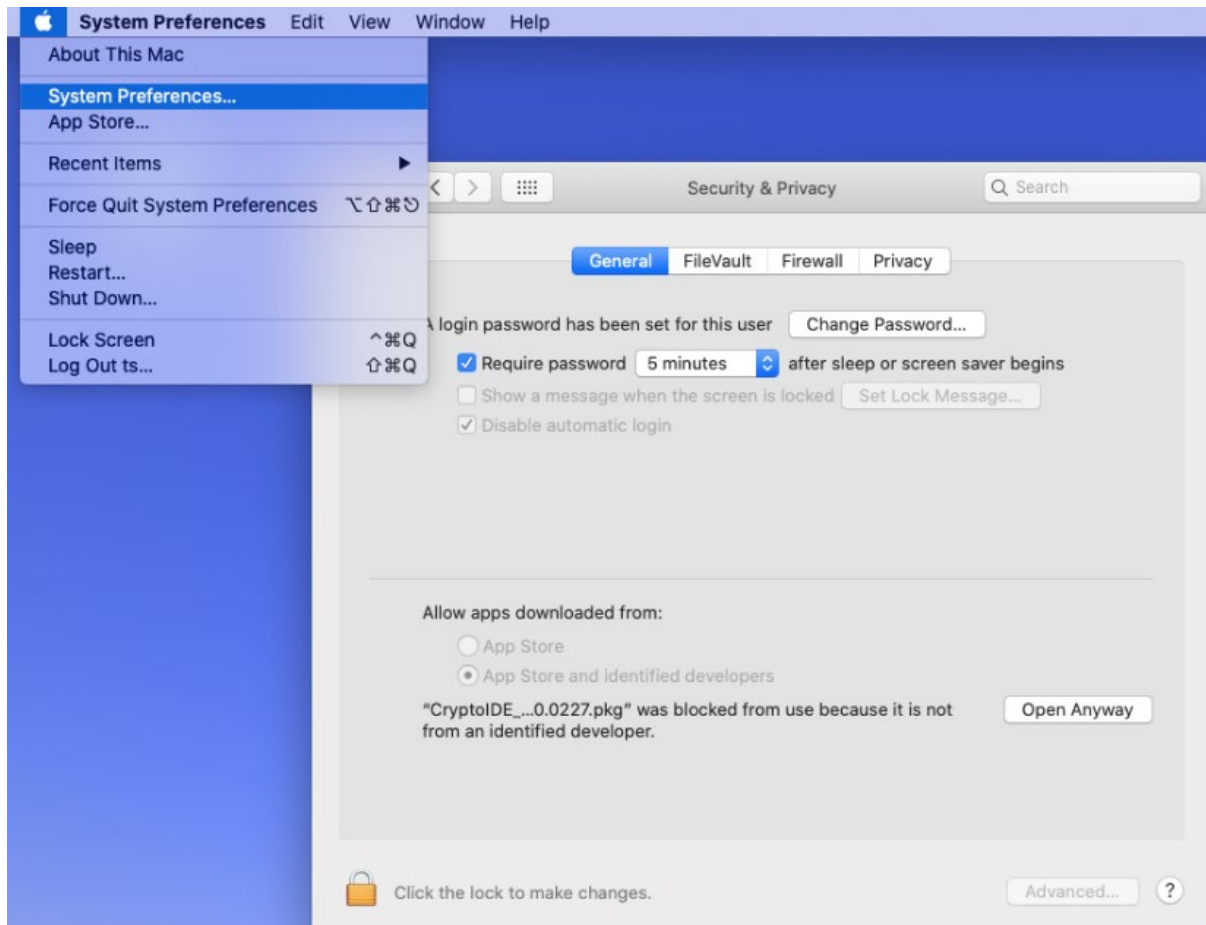 System Preferences Edit View Window Help
About This Mac
System Preferences...
App Store...
Recent Items
Force Quit System Preferences ⌥⇧⌘⎋
Sleep
Restart...
Shut Down...
Lock Screen ^⌘Q
Log Out ts... ⇧⌘Q
Security & Privacy
Search
General FileVault Firewall Privacy
A login password has been set for this user Change Password...
Require password 5 minutes after sleep or screen saver begins
Show a message when the screen is locked Set Lock Message...
Disable automatic login
Allow apps downloaded from:
App Store
App Store and identified developers
“CryptoIDE_...0.0227.pkg” was blocked from use because it is not Open Anyway
from an identified developer.
Click the lock to make changes. Advanced... ?